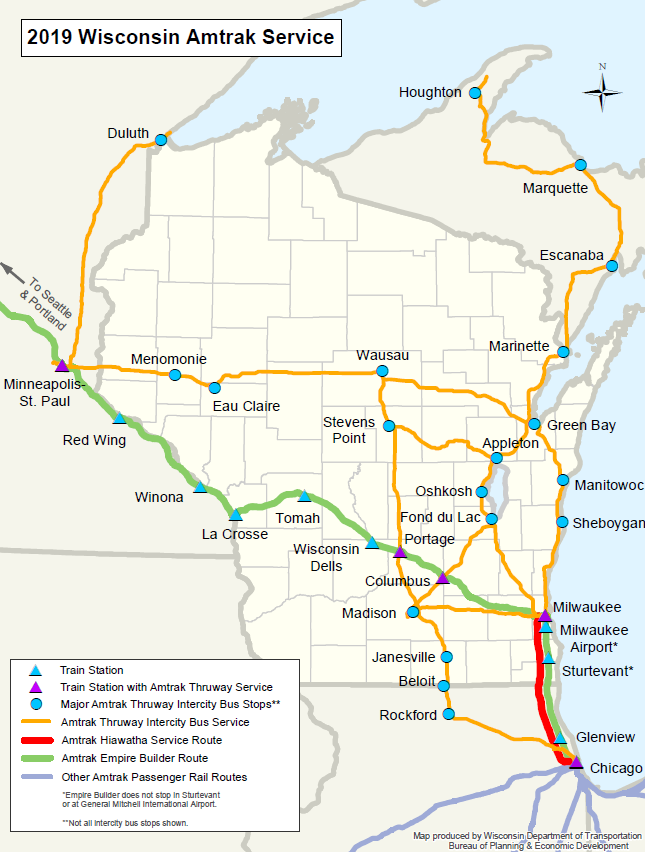 2019 Wisconsin Amtrak Service
N
Houghton
Duluth
Marquette
Escanaba
To Seattle
& Portland
Marinette
Menomonie
Wausau
Minneapolis-
St. Paul
Eau Claire
Stevens
Point
Green Bay
Red Wing
Appleton
Manitowoc
Oshkosh
Winona
Fond du Lac
Sheboygan
La Crosse
Tomah
Wisconsin
Dells
Portage
Columbus
Madison
Milwaukee
Milwaukee
Airport*
Janesville
Sturtevant*
Beloit
Rockford
Glenview
Chicago
Train Station
Train Station with Amtrak Thruway Service
Major Amtrak Thruway Intercity Bus Stops**
Amtrak Thruway Intercity Bus Service
Amtrak Hiawatha Service Route
Amtrak Empire Builder Route
Other Amtrak Passenger Rail Routes
*Empire Builder does not stop in Sturtevant
or at General Mitchell International Airport.
**Not all intercity bus stops shown.
Map produced by Wisconsin Department of Transportation
Bureau of Planning & Economic Development